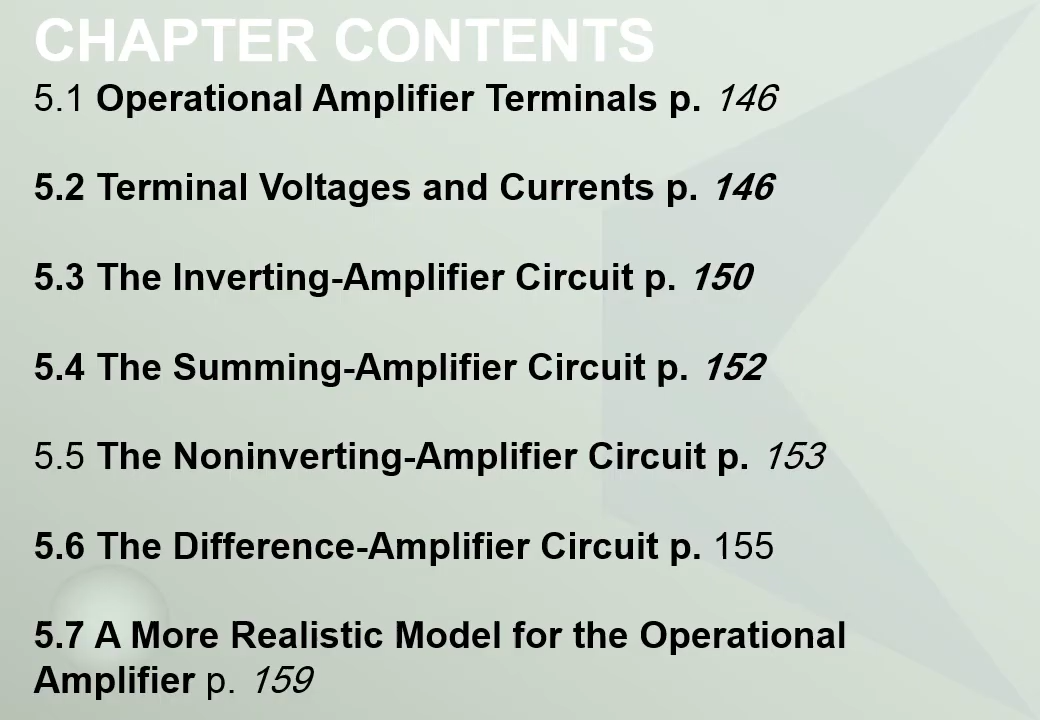 CHAPTER CONTENTS
5.1 Operational Amplifier Terminals p. 146
5.2 Terminal Voltages and Currents p. 146
5.3 The Inverting-Amplifier Circuit p. 150
5.4 The Summing-Amplifier Circuit p. 152
5.5 The Noninverting-Amplifier Circuit p. 153
5.6 The Difference-Amplifier Circuit p. 155
5.7 A More Realistic Model for the Operational
Amplifier p. 159